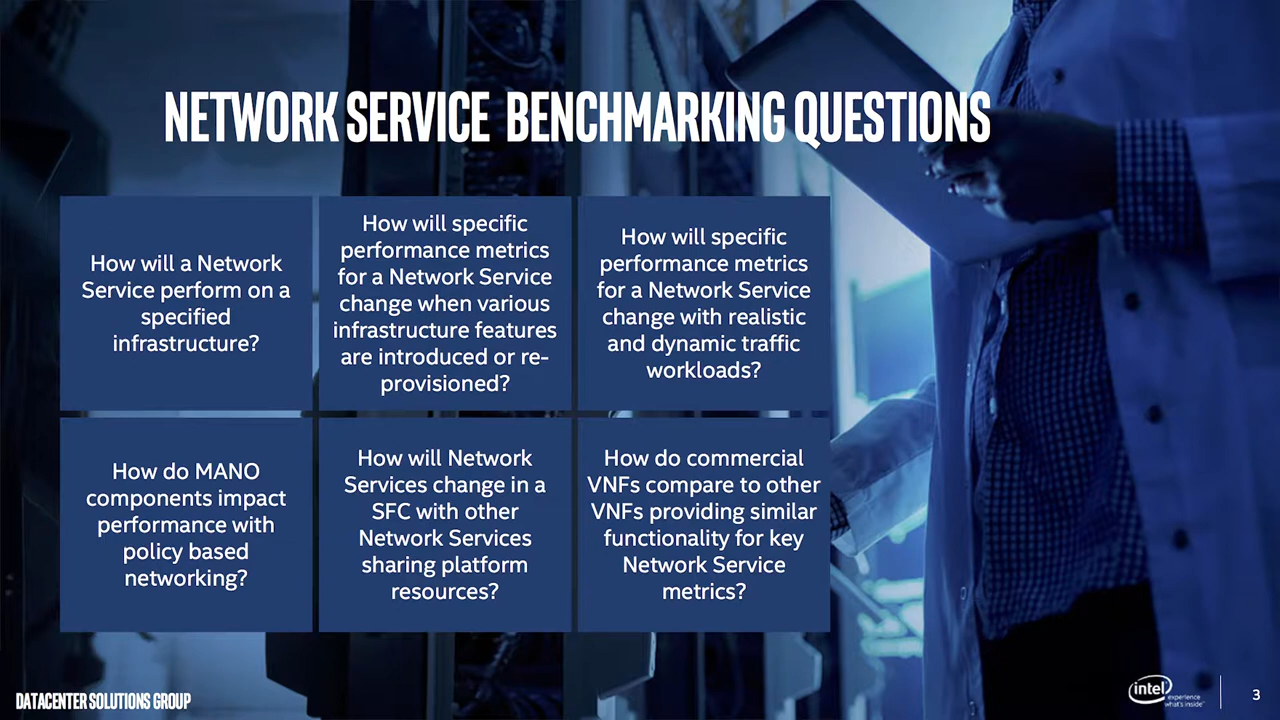 NETWORK SERVICE BENCHMARKING QUESTIONS
How will a Network
Service perform on a
specified
infrastructure?
How will specific
performance metrics
for a Network Service
change when various
infrastructure features
are introduced or re-
provisioned?
How will specific
performance metrics
for a Network Service
change with realistic
and dynamic traffic
workloads?
How do MANO
components impact
performance with
policy based
networking?
How will Network
Services change in a
SFC with other
Network Services
sharing platform
resources?
How do commercial
VNFs compare to other
VNFs providing similar
functionality for key
Network Service
metrics?
DATACENTER SOLUTIONS GROUP
intel
experience
what's inside™
3